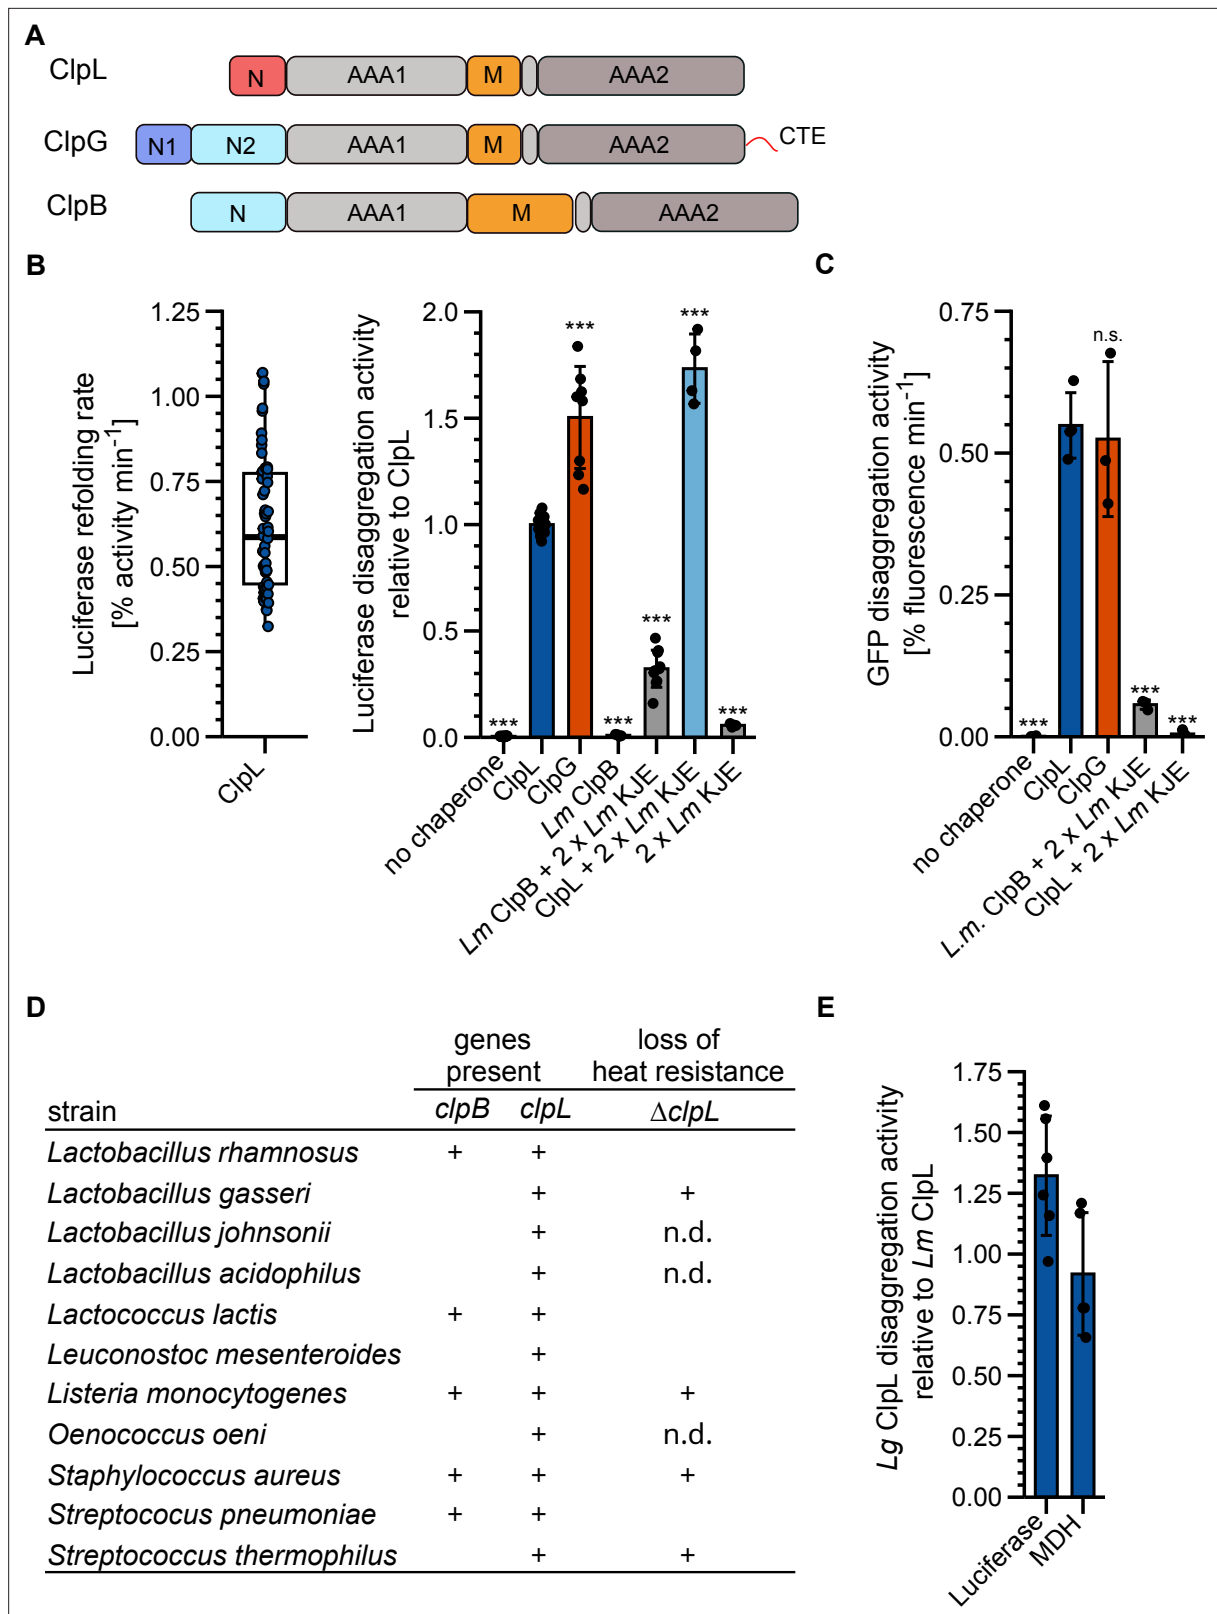 A
ClpL
N AAA1 M AAA2
ClpG
N1 N2 AAA1 M AAA2 CTE
ClpB
N AAA1 M AAA2
B
Luciferase refolding rate
[% activity min⁻¹]
1.25
1.00
0.75
0.50
0.25
0.00
ClpL
Luciferase disaggregation activity
relative to ClpL
2.0
1.5
1.0
0.5
0.0
*** *** *** *** *** ***
no chaperone
ClpL
ClpG
Lm ClpB
Lm ClpB + 2 x Lm KJE
ClpL + 2 x Lm KJE
2 x Lm KJE
C
GFP disaggregation activity
[% fluorescence min⁻¹]
0.75
0.50
0.25
0.00
*** n.s. *** ***
no chaperone
ClpL
ClpG
L.m. ClpB + 2 x Lm KJE
ClpL + 2 x Lm KJE
D
genes loss of
present heat resistance
strain clpB clpL ΔclpL
Lactobacillus rhamnosus + +
Lactobacillus gasseri + +
Lactobacillus johnsonii + n.d.
Lactobacillus acidophilus + n.d.
Lactococcus lactis + +
Leuconostoc mesenteroides +
Listeria monocytogenes + + +
Oenococcus oeni + n.d.
Staphylococcus aureus + + +
Streptococus pneumoniae + +
Streptococcus thermophilus + +
E
Lg ClpL disaggregation activity
relative to Lm ClpL
1.75
1.50
1.25
1.00
0.75
0.50
0.25
0.00
Luciferase
MDH